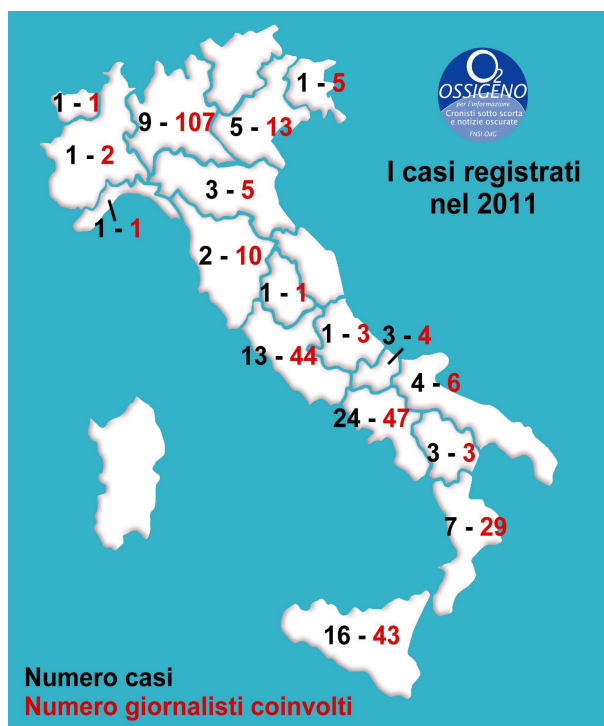 O2
OSSIGENO
per l'informazione
Cronisti sotto scorta
e notizie oscurate
FNSI OdG
I casi registrati
nel 2011
1 - 5
1 - 1
9 - 107
5 - 13
1 - 2
3 - 5
1 - 1
2 - 10
1 - 1
1 - 3
3 - 4
13 - 44
4 - 6
24 - 47
3 - 3
7 - 29
16 - 43
Numero casi
Numero giornalisti coinvolti